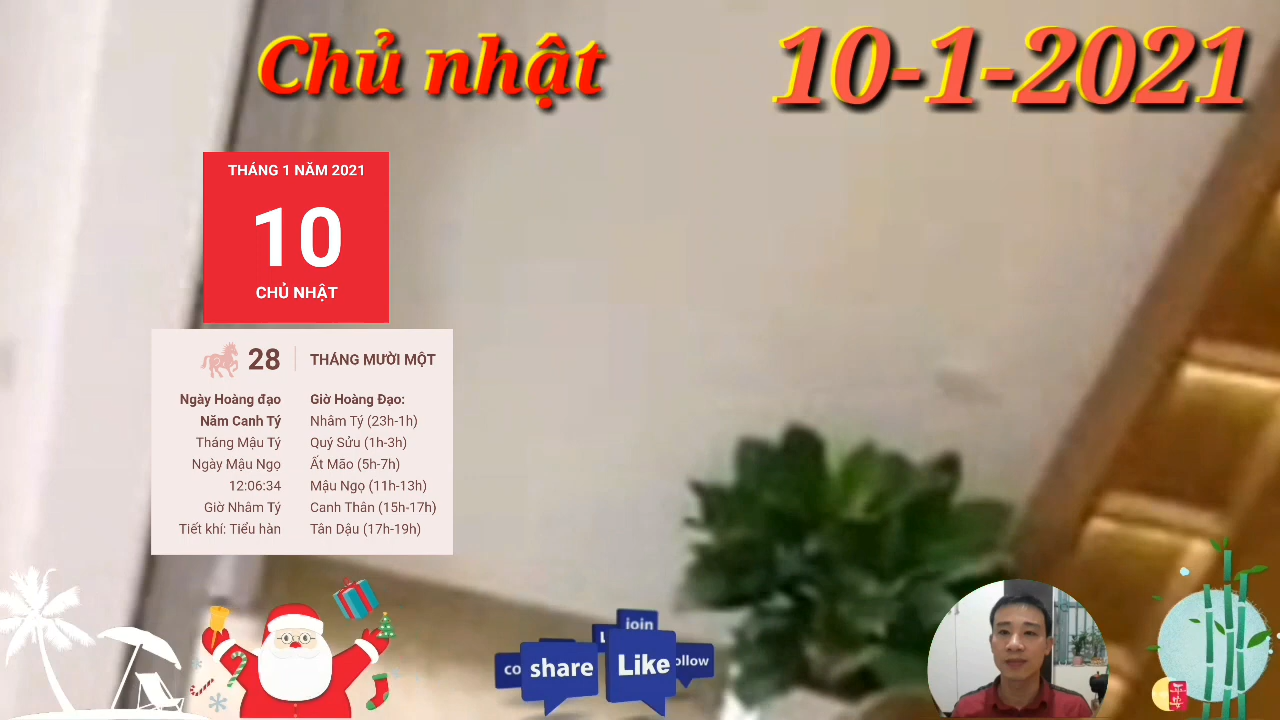 Chủ nhật
10-1-2021
THÁNG 1 NĂM 2021
10
CHỦ NHẬT
28
THÁNG MƯỜI MỘT
Ngày Hoàng đạo
Năm Canh Tý
Tháng Mậu Tý
Ngày Mậu Ngọ
12:06:34
Giờ Nhâm Tý
Tiết khí: Tiểu hàn
Giờ Hoàng Đạo:
Nhâm Tý (23h-1h)
Quý Sửu (1h-3h)
Ất Mão (5h-7h)
Mậu Ngọ (11h-13h)
Canh Thân (15h-17h)
Tân Dậu (17h-19h)
join
L
co
share
Like
ollow